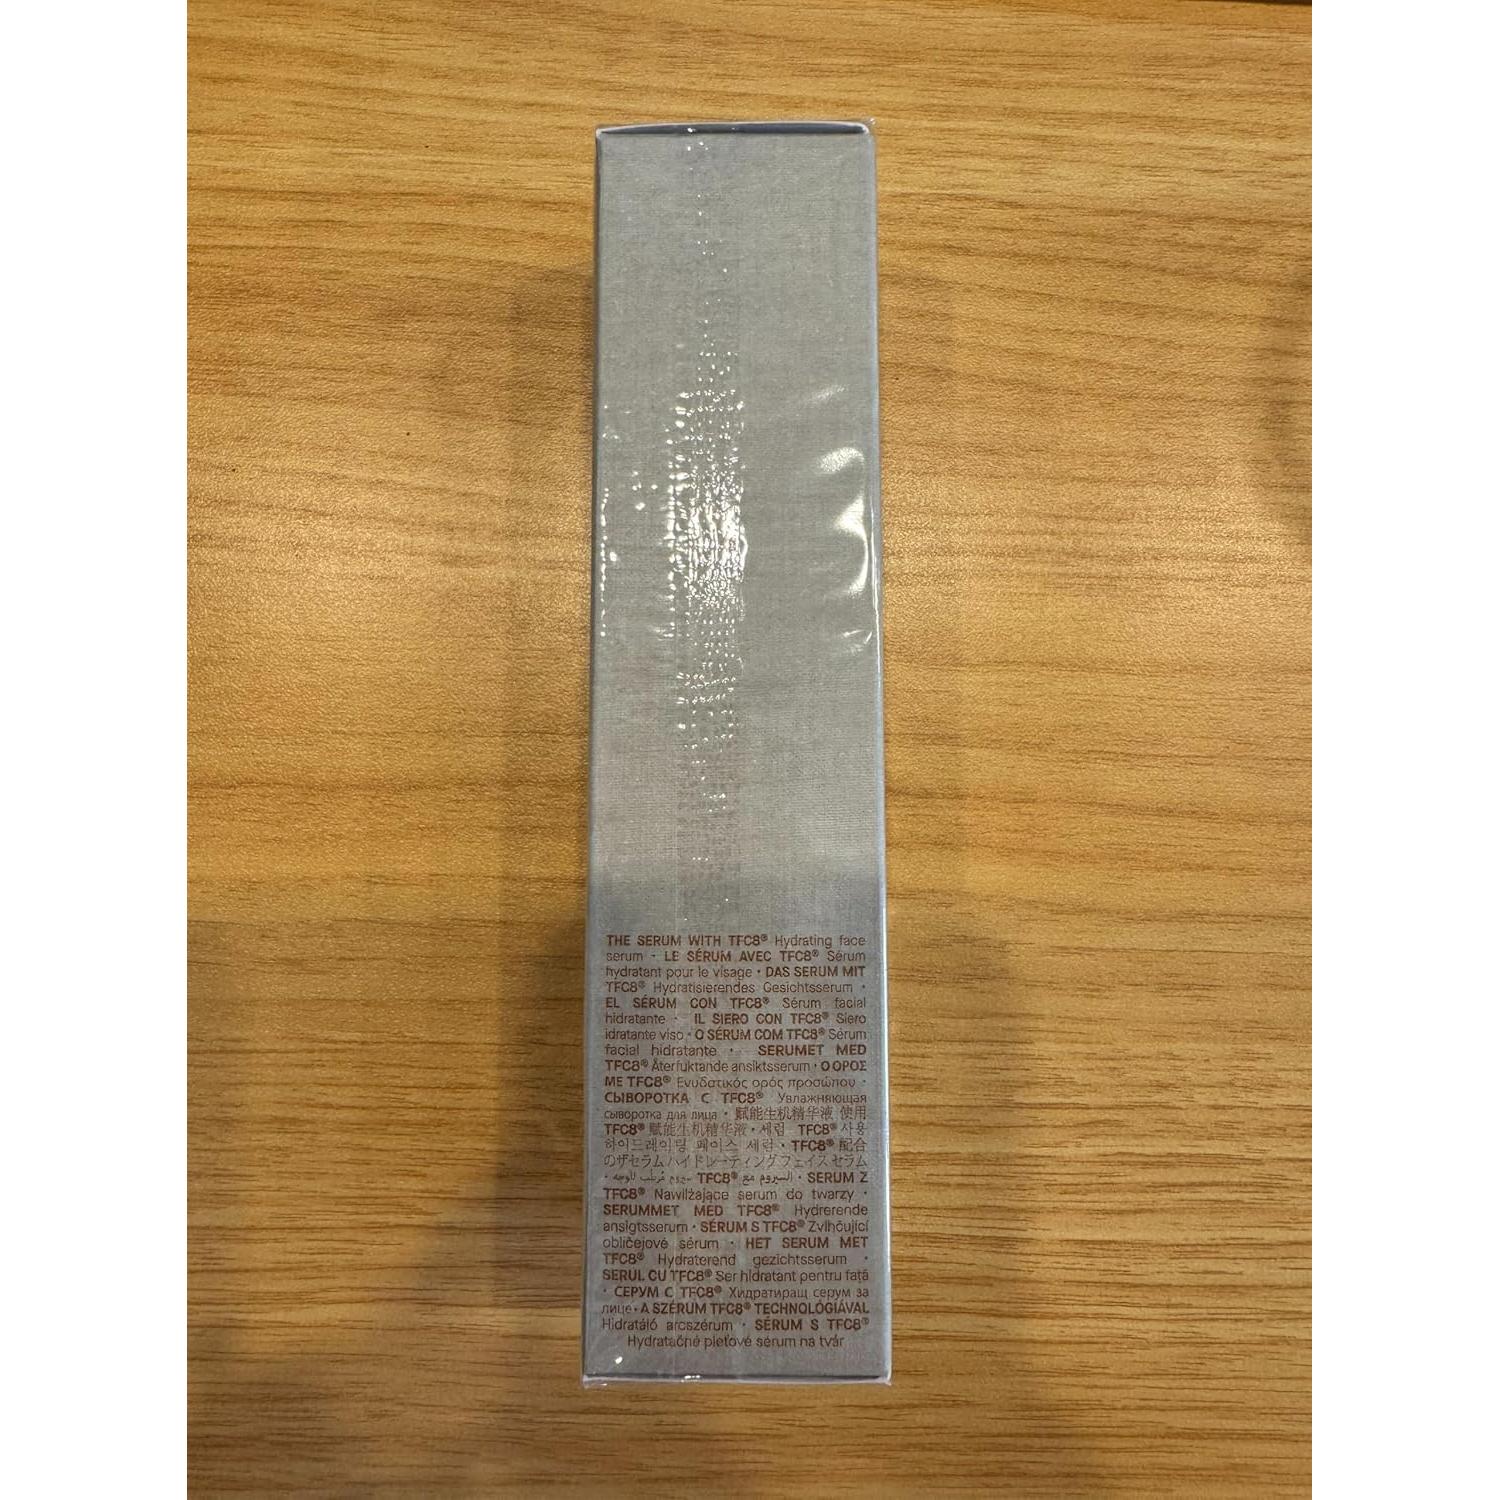 THE SERUM WITH TFC8® Hydrating face
serum · LE SÉRUM AVEC TFC8® Sérum
hydratant pour le visage · DAS SERUM MIT
TFC8® Hydratisierendes Gesichtsserum ·
EL SÉRUM CON TFC8® Sérum facial
hidratante · IL SIERO CON TFC8® Siero
idratante viso · O SÉRUM COM TFC8® Sérum
facial hidratante · SERUMET MED
TFC8® Återfuktande ansiktsserum · Ο ΟΡΟΣ
ΜΕ TFC8® Ενυδατικός ορός προσώπου ·
СЫВОРОТКА С TFC8® Увлажняющая
сыворотка для лица · 赋能生机精华液 使用
TFC8® 赋能生机精华液 · 세럼 TFC8® 사용
하이드레이팅 페이스 세럼 · TFC8® 配合
のザセラム ハイドレーティングフェイスセラム
· السيروم مع TFC8® سيروم مُرطب للوجه · SERUM Z
TFC8® Nawilżające serum do twarzy ·
SERUMMET MED TFC8® Hydrerende
ansigtsserum · SÉRUM S TFC8® Zvlhčující
obličejové sérum · HET SERUM MET
TFC8® Hydraterend gezichtsserum ·
SERUL CU TFC8® Ser hidratant pentru față
· СЕРУМ С TFC8® Хидратиращ серум за
лице · A SZÉRUM TFC8® TECHNOLÓGIÁVAL
Hidratáló arcszérum · SÉRUM S TFC8®
Hydratačné pleťové sérum na tvár